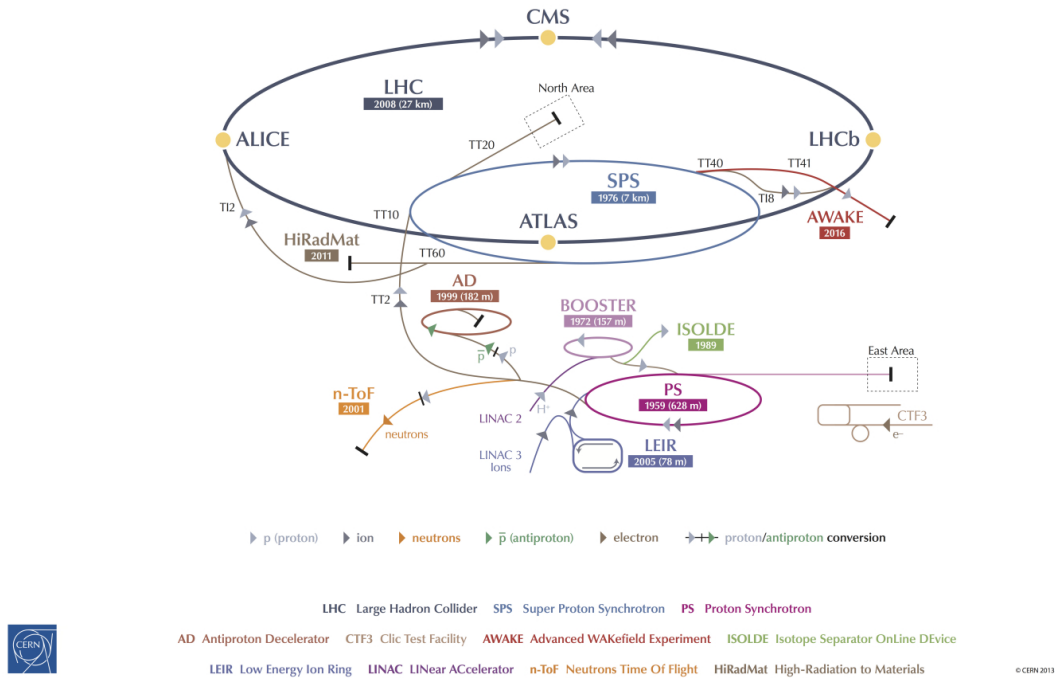 CMS
LHC
2008 (27 km)
North Area
ALICE
LHCb
TT20
TT40
TT41
SPS
1976 (7 km)
TI2
TT10
TI8
ATLAS
AWAKE
2016
HiRadMat
2011
TT60
AD
1999 (182 m)
TT2
BOOSTER
1972 (157 m)
ISOLDE
1989
p
p̅
East Area
n-ToF
2001
PS
1959 (628 m)
LINAC 2
H⁺
neutrons
CTF3
e–
LEIR
2005 (78 m)
LINAC 3
Ions
p (proton) ion neutrons p̅ (antiproton) electron proton/antiproton conversion
LHC Large Hadron Collider SPS Super Proton Synchrotron PS Proton Synchrotron
AD Antiproton Decelerator CTF3 Clic Test Facility AWAKE Advanced WAKefield Experiment ISOLDE Isotope Separator OnLine DEvice
LEIR Low Energy Ion Ring LINAC LINear ACcelerator n-ToF Neutrons Time Of Flight HiRadMat High-Radiation to Materials
CERN
© CERN 2013